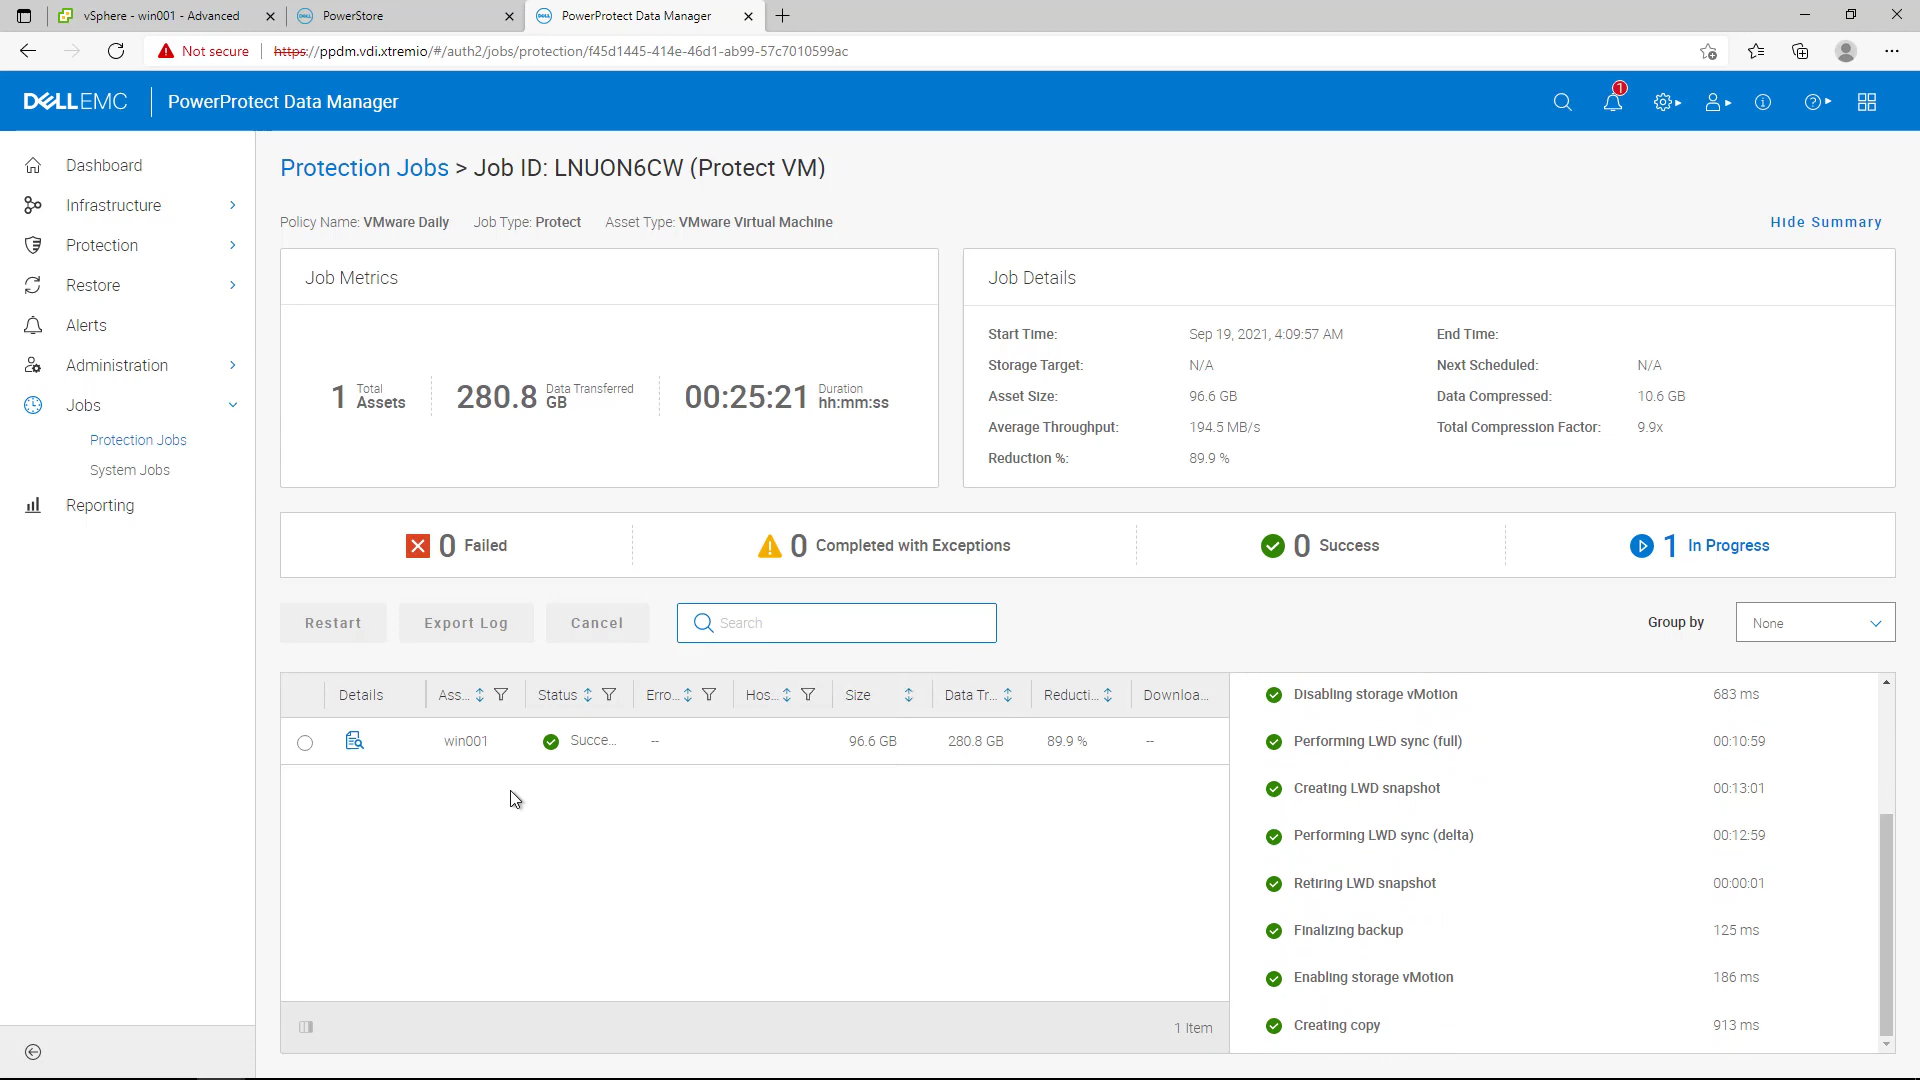 vSphere - win001 - Advanced
PowerStore
PowerProtect Data Manager
Not secure
https://ppdm.vdi.xtremio/#/auth2/jobs/protection/f45d1445-414e-46d1-ab99-57c7010599ac
DELL EMC
PowerProtect Data Manager
1
Dashboard
Infrastructure
Protection
Restore
Alerts
Administration
Jobs
Protection Jobs
System Jobs
Reporting
Protection Jobs > Job ID: LNUON6CW (Protect VM)
Policy Name: VMware Daily Job Type: Protect Asset Type: VMware Virtual Machine
Hide Summary
Job Metrics
1 Total Assets
280.8 Data Transferred GB
00:25:21 Duration hh:mm:ss
Job Details
Start Time: Sep 19, 2021, 4:09:57 AM End Time:
Storage Target: N/A Next Scheduled: N/A
Asset Size: 96.6 GB Data Compressed: 10.6 GB
Average Throughput: 194.5 MB/s Total Compression Factor: 9.9x
Reduction %: 89.9 %
0 Failed
0 Completed with Exceptions
0 Success
1 In Progress
Restart
Export Log
Cancel
Search
Group by
None
Details Ass... Status Erro... Hos... Size Data Tr... Reducti... Downloa...
win001 Succe... -- 96.6 GB 280.8 GB 89.9 % --
1 Item
Disabling storage vMotion 683 ms
Performing LWD sync (full) 00:10:59
Creating LWD snapshot 00:13:01
Performing LWD sync (delta) 00:12:59
Retiring LWD snapshot 00:00:01
Finalizing backup 125 ms
Enabling storage vMotion 186 ms
Creating copy 913 ms